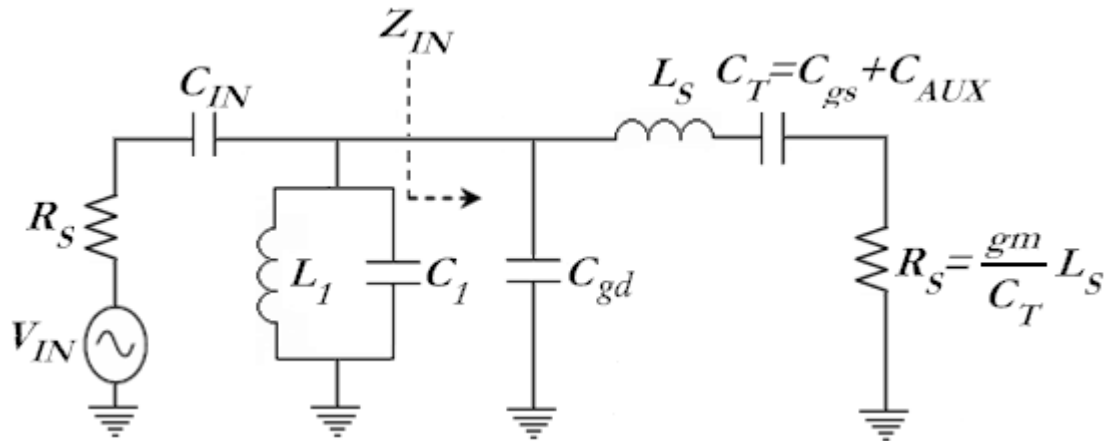 Z_IN
C_IN
L_S
C_T=C_gs+C_AUX
R_S
L_1
C_1
C_gd
R_S=gm/C_T L_S
V_IN